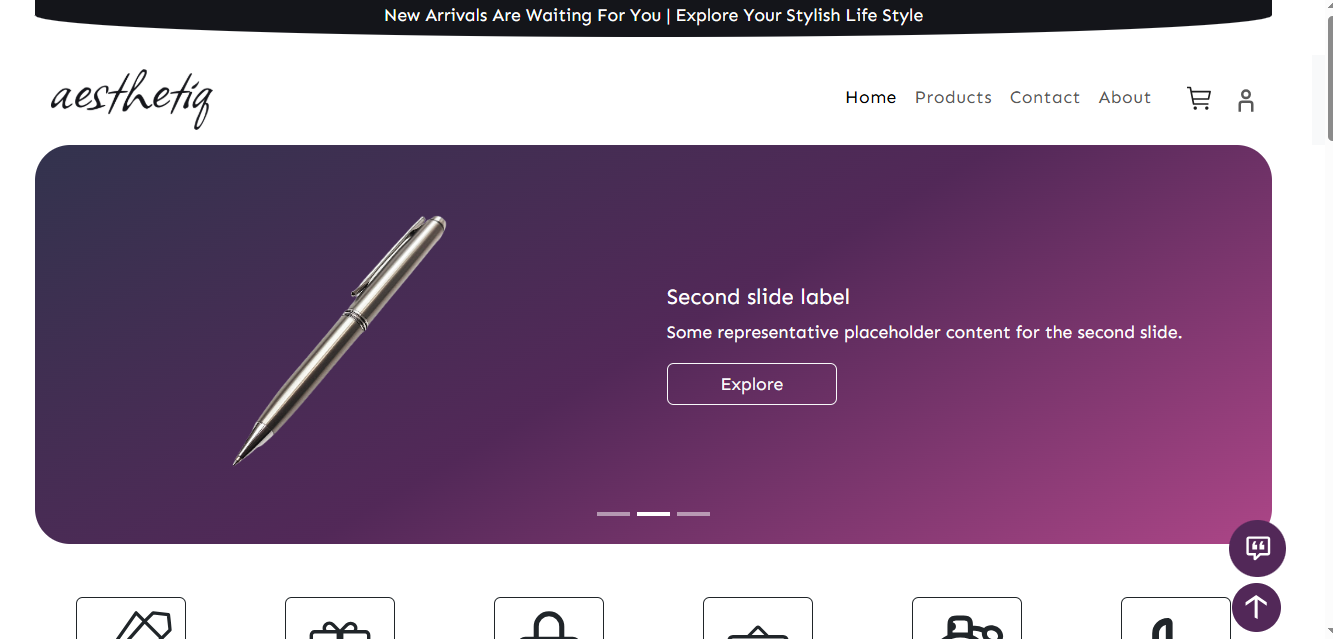 New Arrivals Are Waiting For You | Explore Your Stylish Life Style
aesthetiq
Home Products Contact About
Second slide label
Some representative placeholder content for the second slide.
Explore